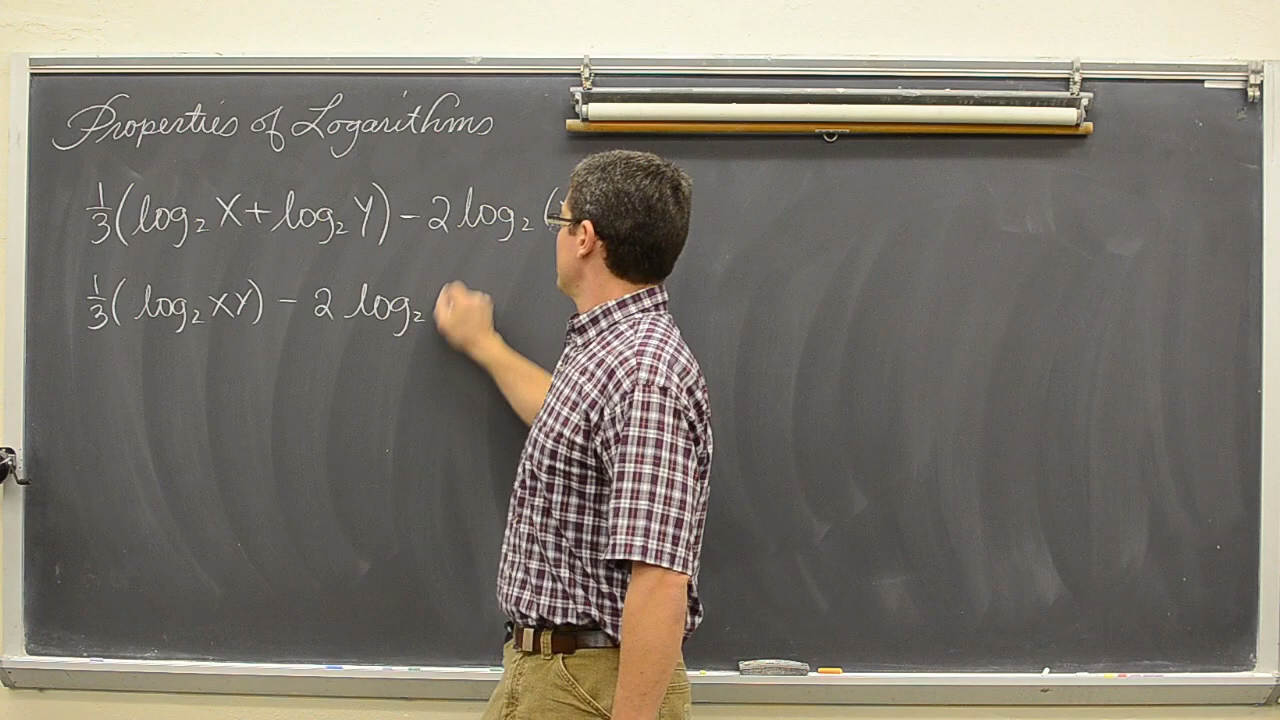 Properties of Logarithms
⅓(log₂ X + log₂ Y) − 2 log₂ (
⅓( log₂ XY) − 2 log₂